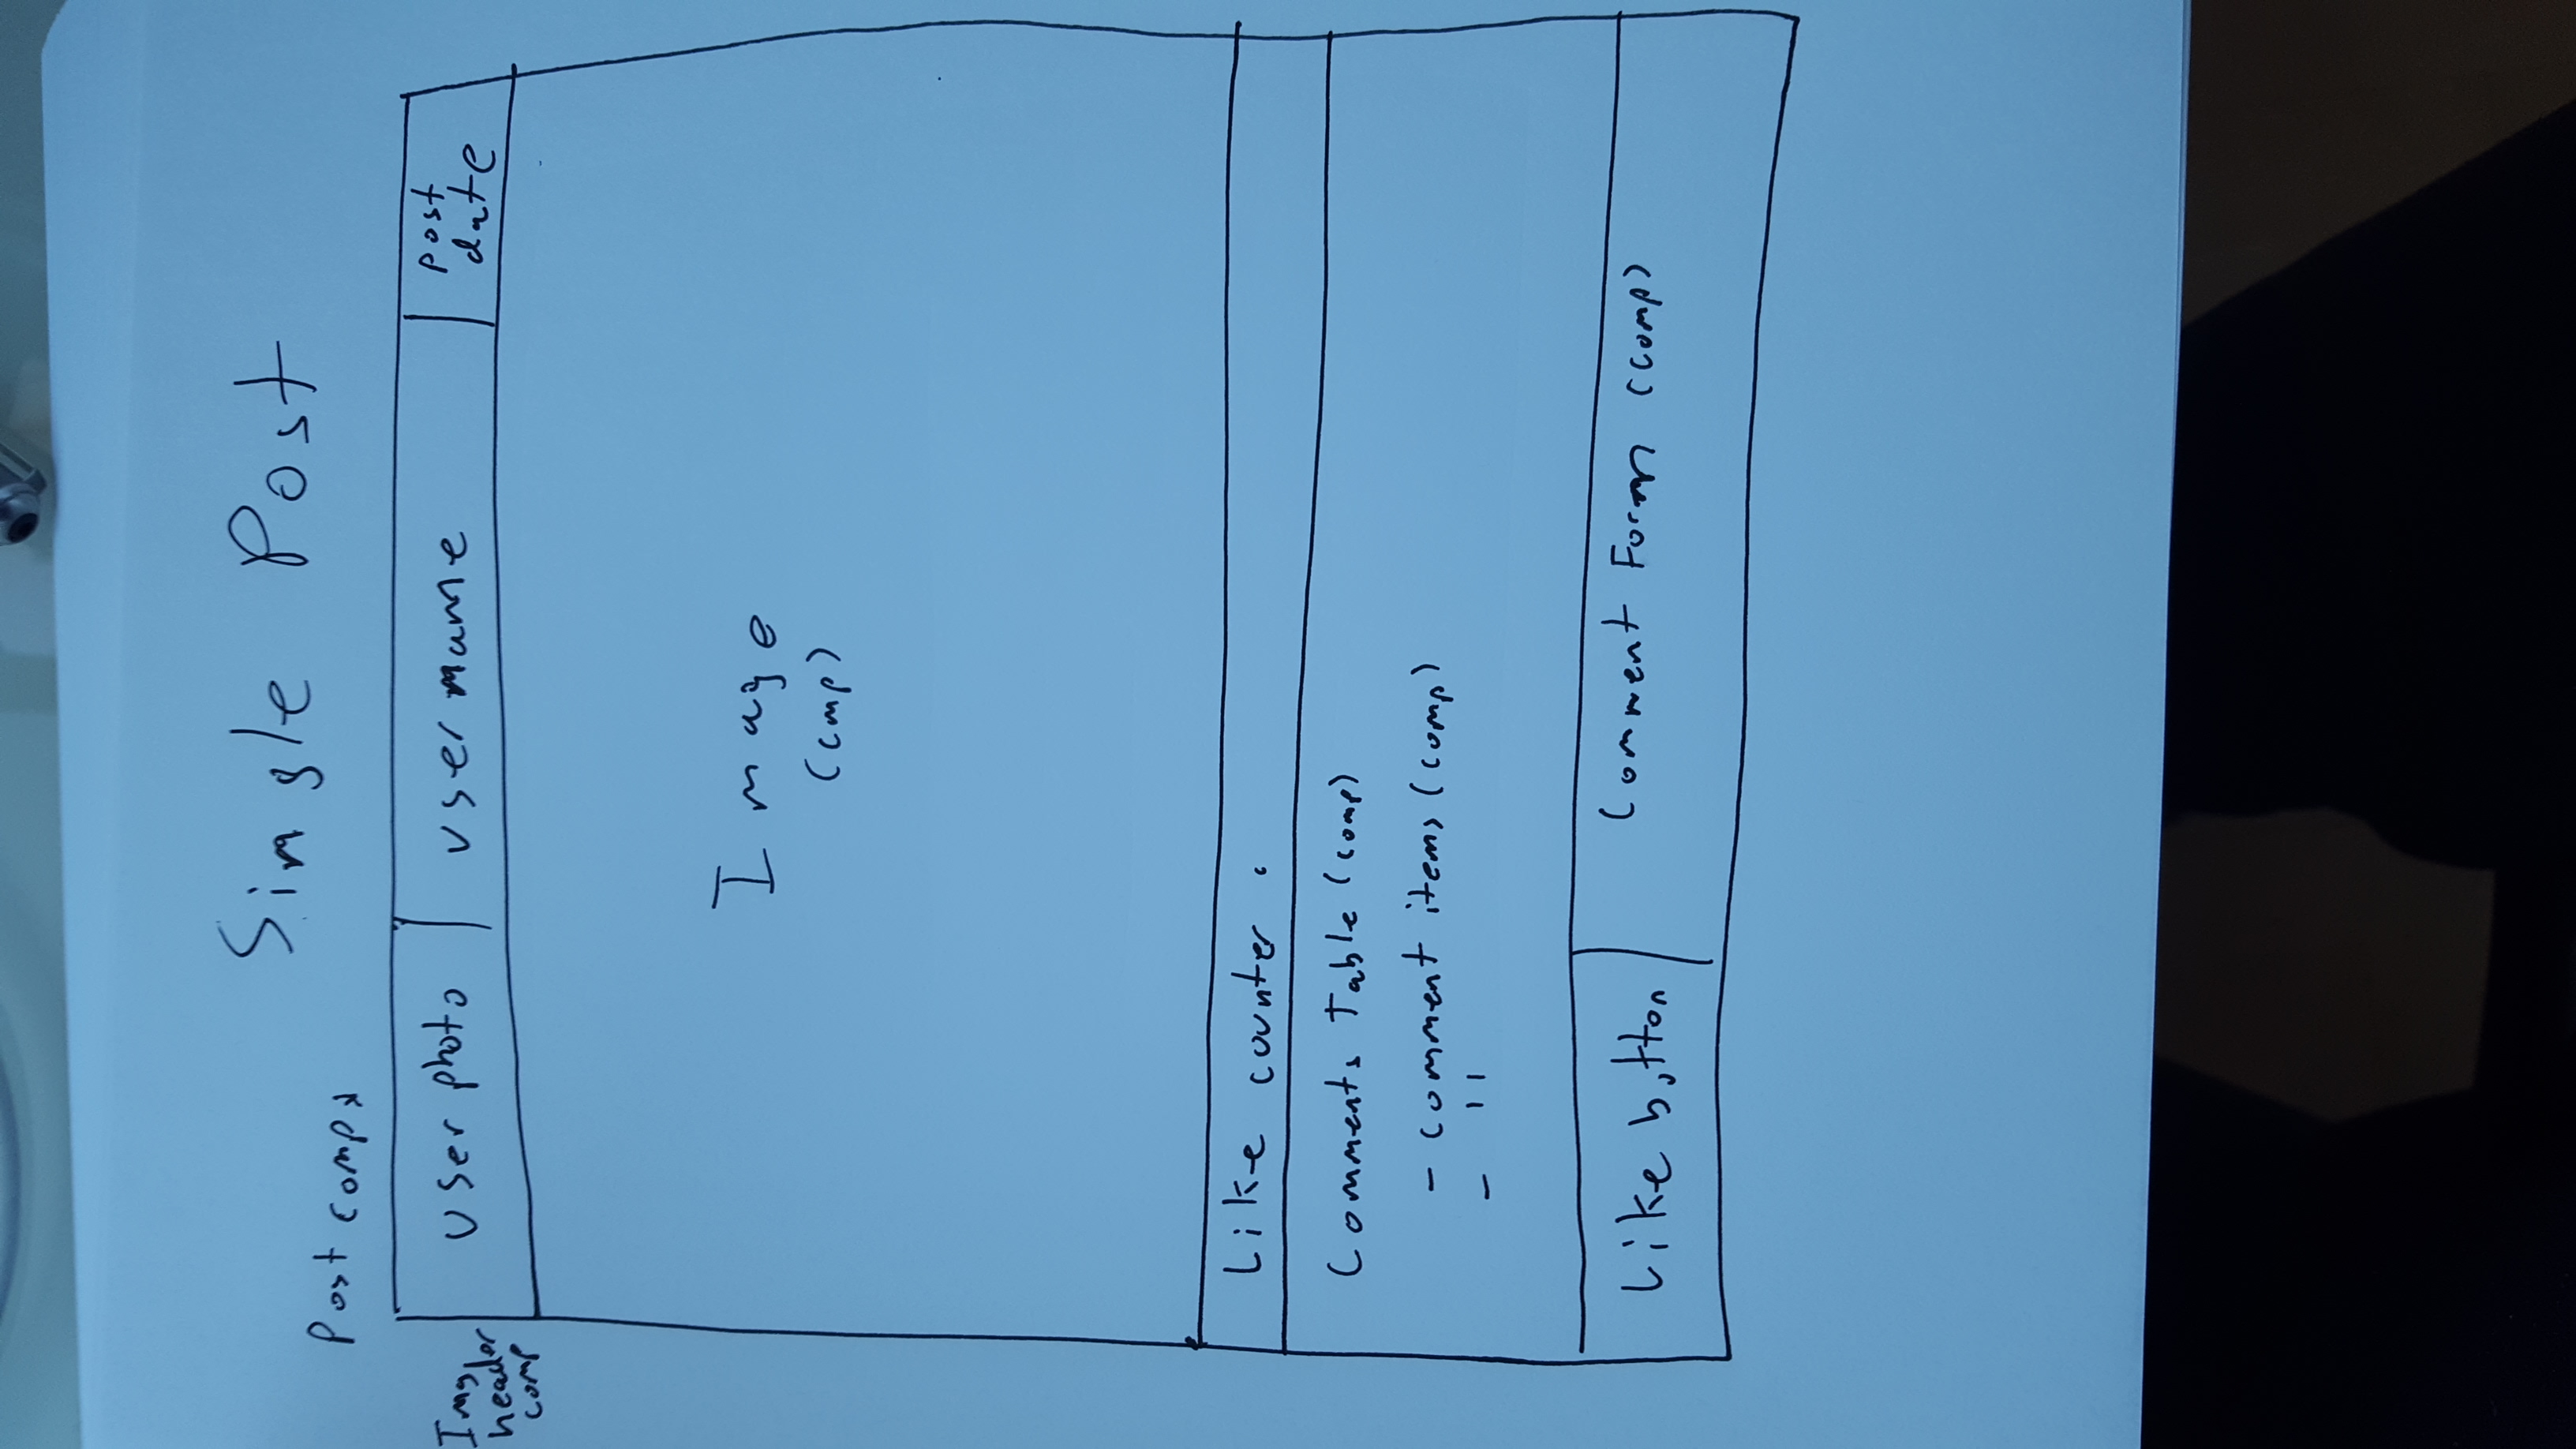 Single Post
Post comps
Img header comp
user photo
username
post date
Image
(cmp)
Like counter
Comments Table (comp)
- comment items (comp)
- "
Like button
Comment Form (comp)